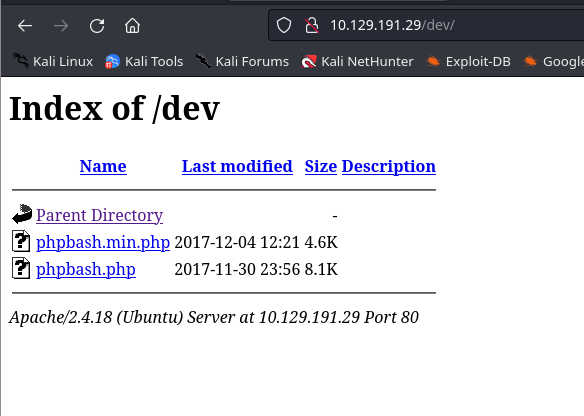 10.129.191.29/dev/
Kali Linux Kali Tools Kali Forums Kali NetHunter Exploit-DB Google
Index of /dev
Name Last modified Size Description
Parent Directory -
phpbash.min.php 2017-12-04 12:21 4.6K
phpbash.php 2017-11-30 23:56 8.1K
Apache/2.4.18 (Ubuntu) Server at 10.129.191.29 Port 80